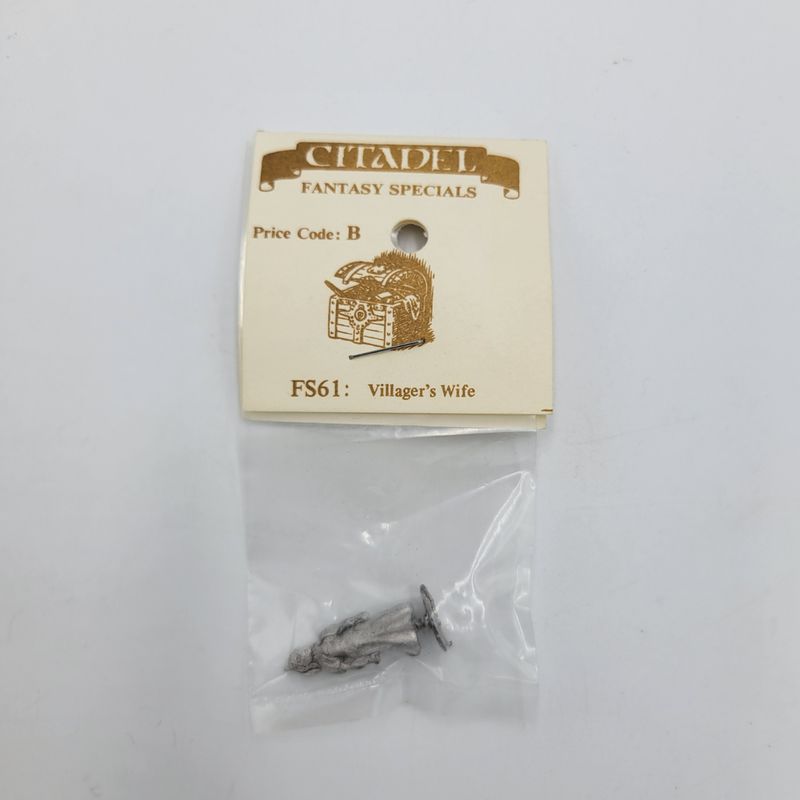 CITADEL
FANTASY SPECIALS
Price Code: B
FS61: Villager's Wife